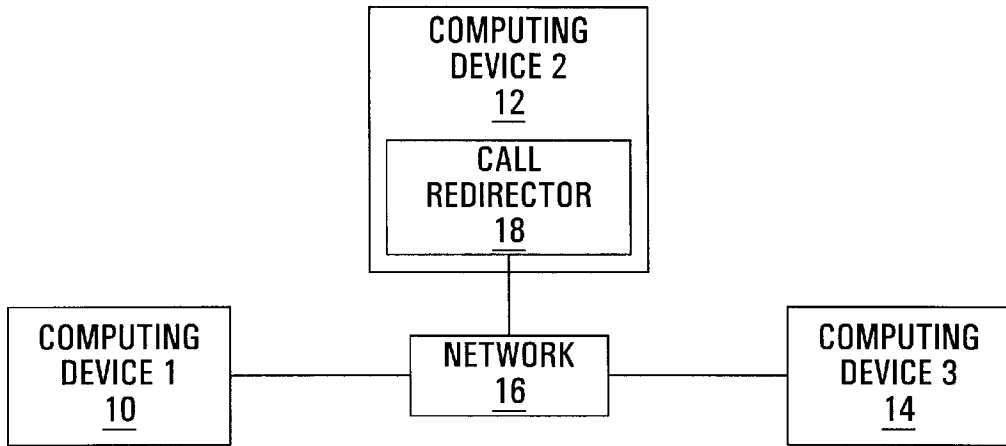 COMPUTING
DEVICE 2
12
CALL
REDIRECTOR
18
COMPUTING
DEVICE 1
10
NETWORK
16
COMPUTING
DEVICE 3
14